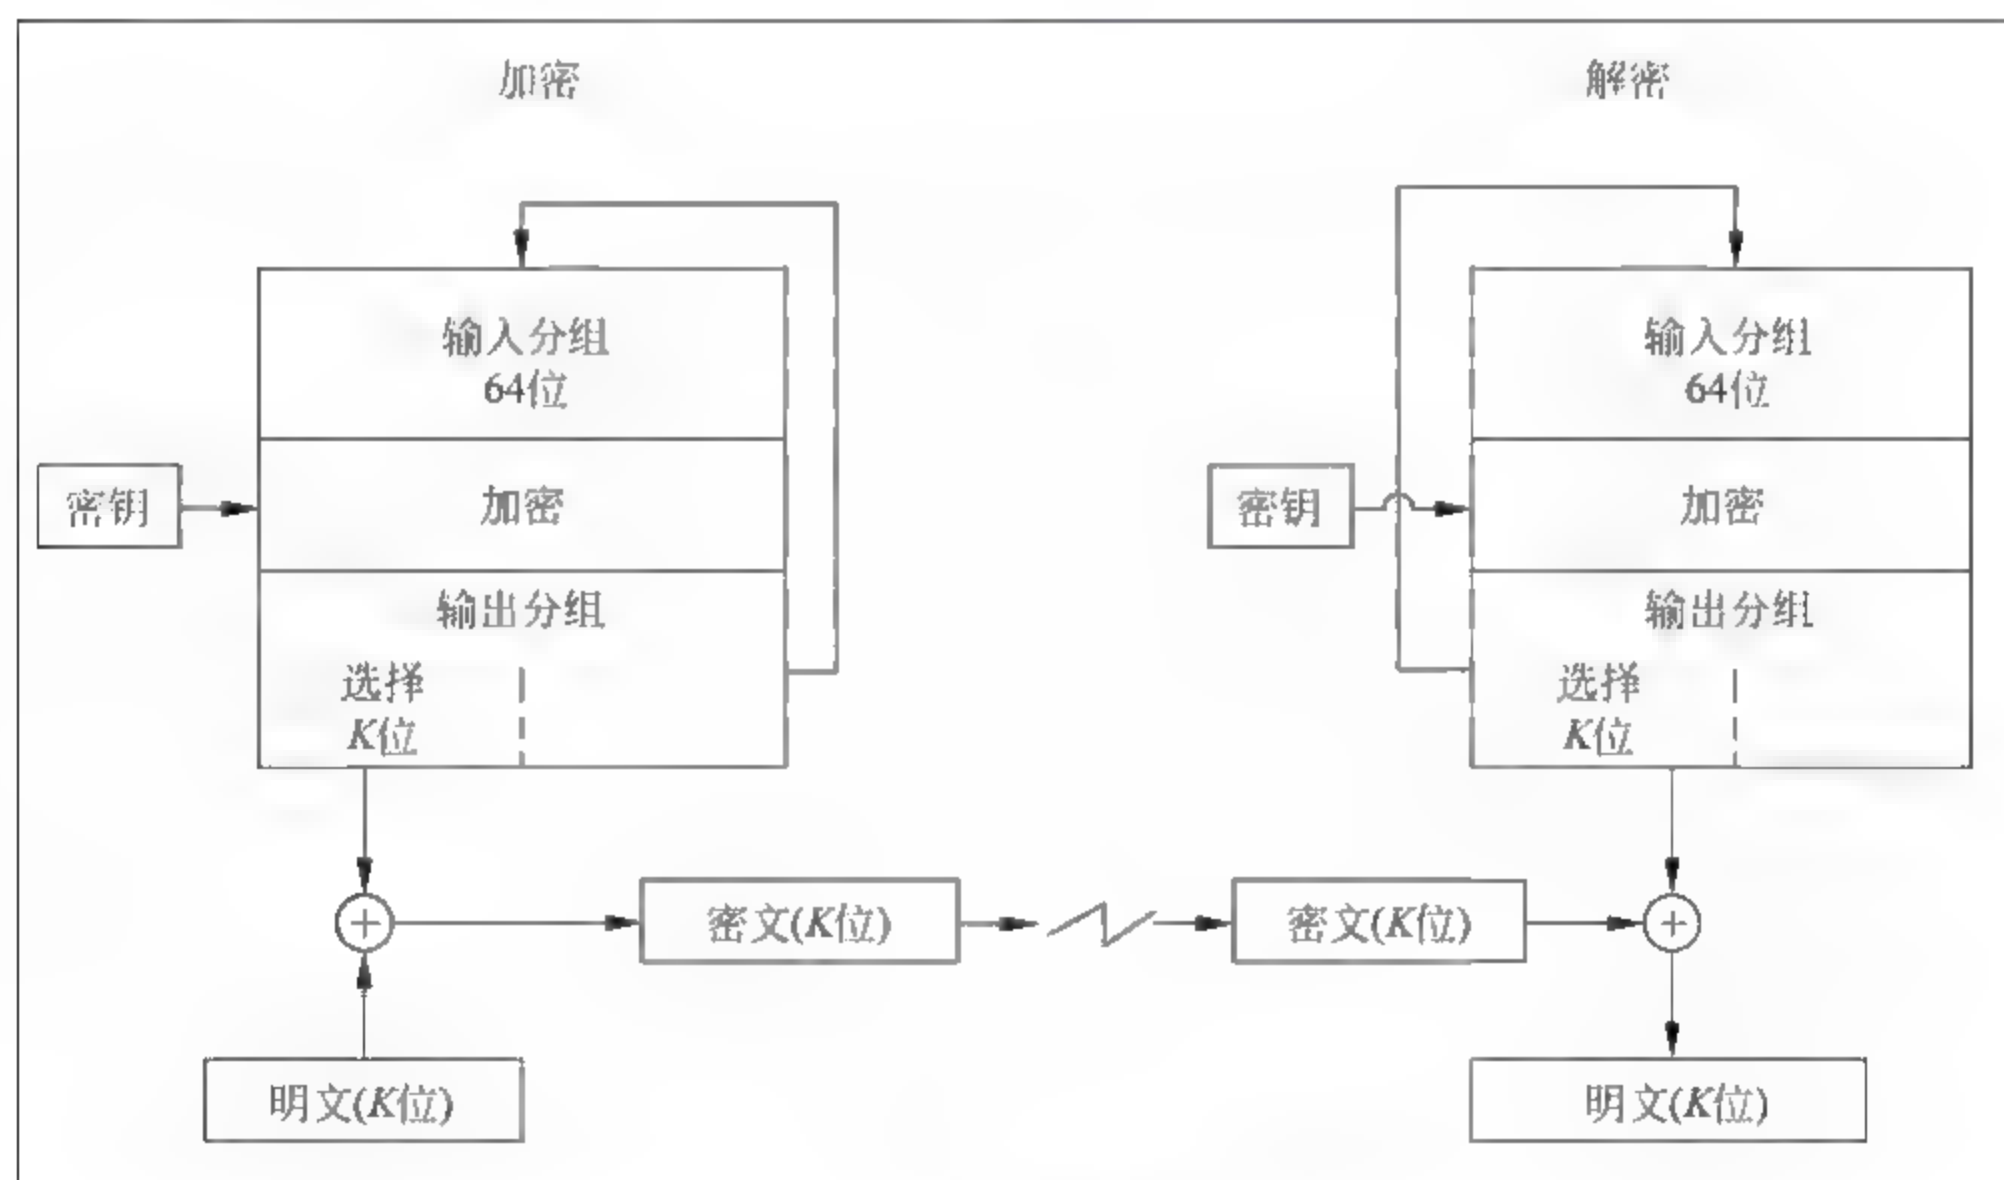 加密
解密
输入分组
64位
密钥
加密
输出分组
选择
K位
密文(K位)
明文(K位)
输入分组
64位
密钥
加密
输出分组
选择
K位
密文(K位)
明文(K位)